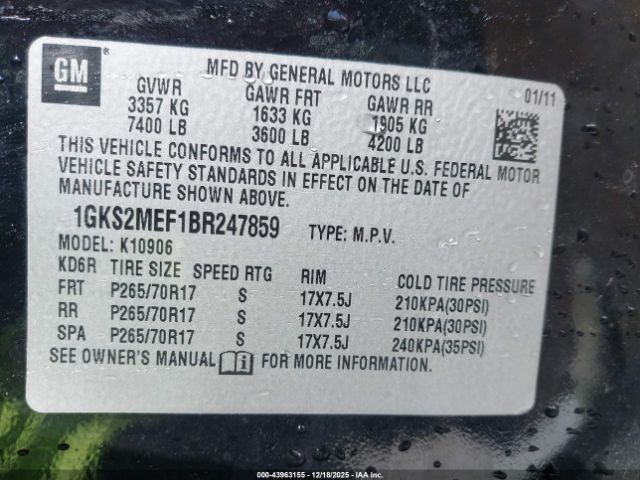 GM
MFD BY GENERAL MOTORS LLC
01/11
GVWR GAWR FRT GAWR RR
3357 KG 1633 KG 1905 KG
7400 LB 3600 LB 4200 LB
THIS VEHICLE CONFORMS TO ALL APPLICABLE U.S. FEDERAL MOTOR
VEHICLE SAFETY STANDARDS IN EFFECT ON THE DATE OF
MANUFACTURE SHOWN ABOVE.
1GKS2MEF1BR247859 TYPE: M.P.V.
MODEL: K10906
KD6R TIRE SIZE SPEED RTG RIM COLD TIRE PRESSURE
FRT P265/70R17 S 17X7.5J 210KPA(30PSI)
RR P265/70R17 S 17X7.5J 210KPA(30PSI)
SPA P265/70R17 S 17X7.5J 240KPA(35PSI)
SEE OWNER'S MANUAL FOR MORE INFORMATION.
000-43963155 - 12/18/2025 - IAA, Inc.